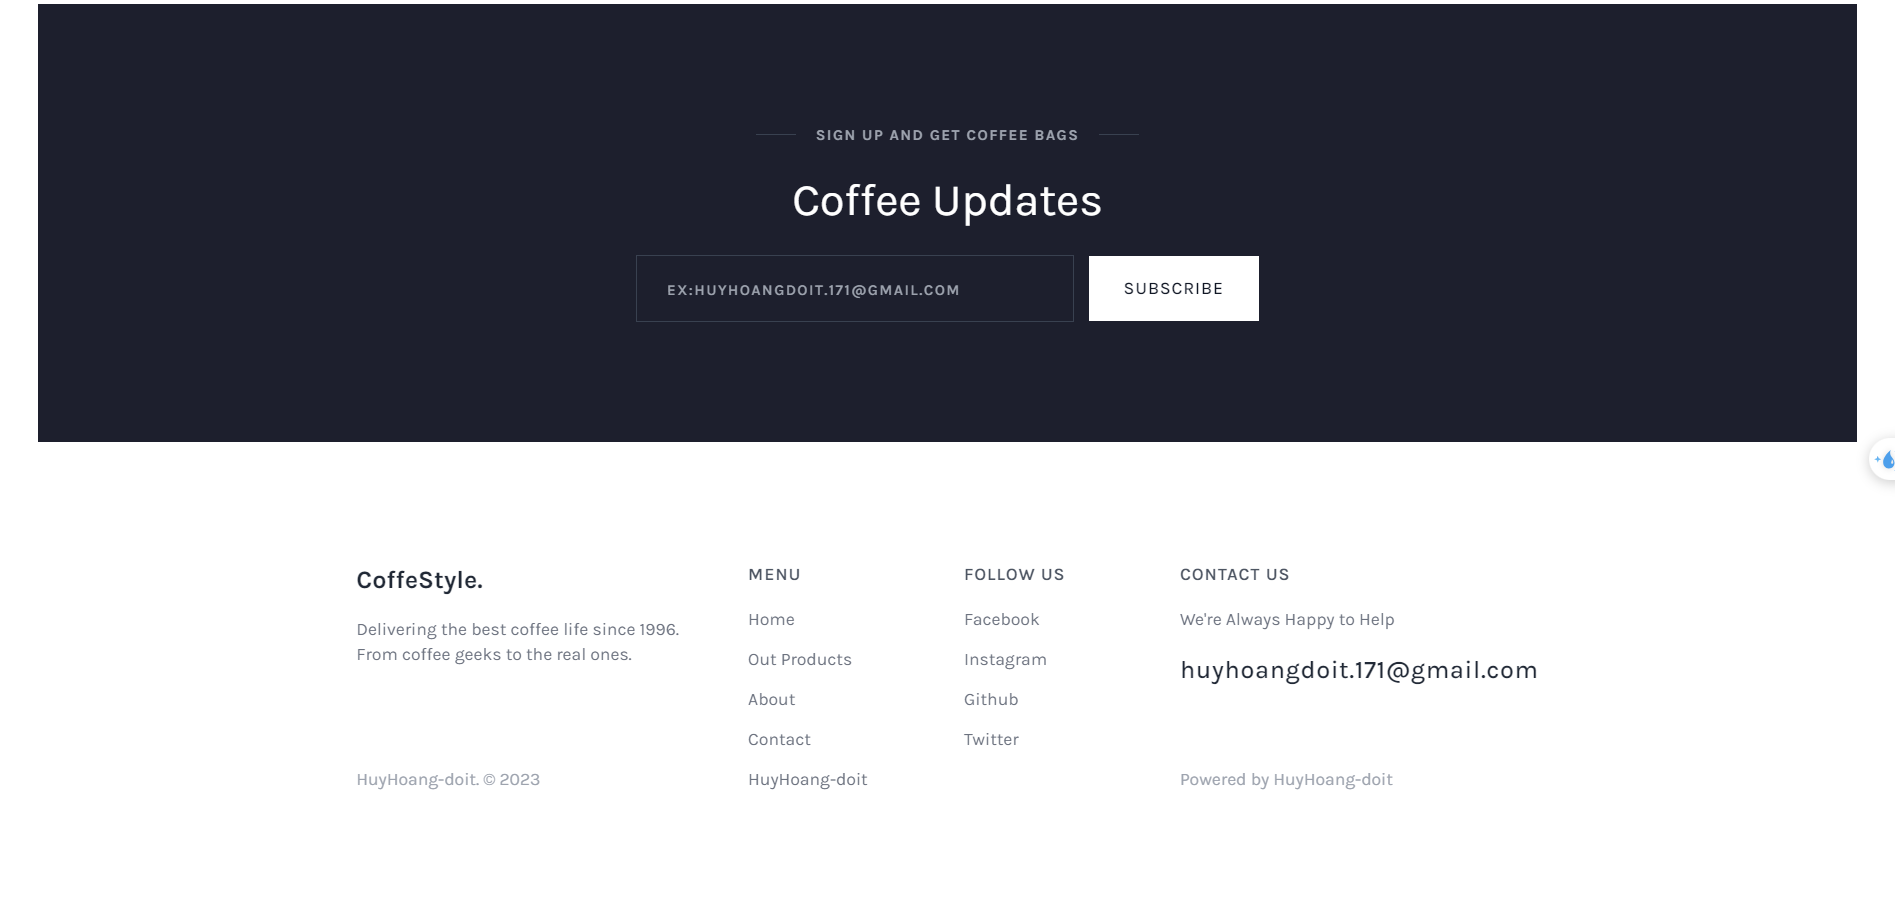 SIGN UP AND GET COFFEE BAGS
Coffee Updates
EX:HUYHOANGDOIT.171@GMAIL.COM
SUBSCRIBE
CoffeStyle.
Delivering the best coffee life since 1996.
From coffee geeks to the real ones.
HuyHoang-doit. © 2023
MENU
Home
Out Products
About
Contact
HuyHoang-doit
FOLLOW US
Facebook
Instagram
Github
Twitter
CONTACT US
We're Always Happy to Help
huyhoangdoit.171@gmail.com
Powered by HuyHoang-doit